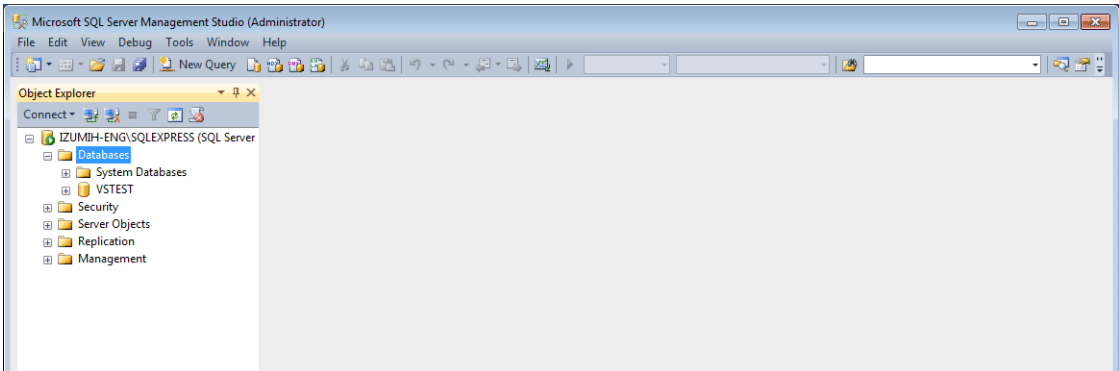 Microsoft SQL Server Management Studio (Administrator)
File Edit View Debug Tools Window Help
New Query
Object Explorer
Connect
IZUMIH-ENG\SQLEXPRESS (SQL Server
Databases
System Databases
VSTEST
Security
Server Objects
Replication
Management